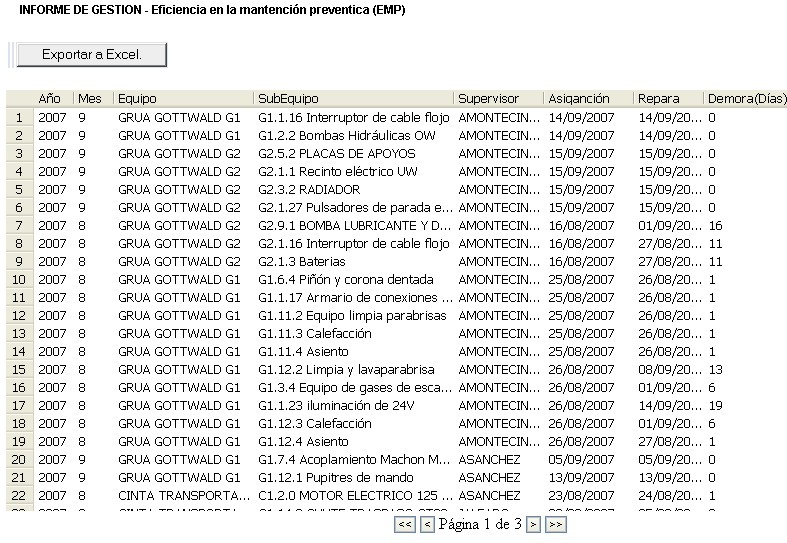 INFORME DE GESTION - Eficiencia en la mantención preventica (EMP)
Exportar a Excel.
Año Mes Equipo SubEquipo Supervisor Asiqanción Repara Demora(Días)
1 2007 9 GRUA GOTTWALD G1 G1.1.16 Interruptor de cable flojo AMONTECIN... 14/09/2007 14/09/20... 0
2 2007 9 GRUA GOTTWALD G1 G1.2.2 Bombas Hidráulicas OW AMONTECIN... 14/09/2007 14/09/20... 0
3 2007 9 GRUA GOTTWALD G2 G2.5.2 PLACAS DE APOYOS AMONTECIN... 15/09/2007 15/09/20... 0
4 2007 9 GRUA GOTTWALD G2 G2.1.1 Recinto eléctrico UW AMONTECIN... 15/09/2007 15/09/20... 0
5 2007 9 GRUA GOTTWALD G2 G2.3.2 RADIADOR AMONTECIN... 15/09/2007 15/09/20... 0
6 2007 9 GRUA GOTTWALD G2 G2.1.27 Pulsadores de parada e... AMONTECIN... 15/09/2007 15/09/20... 0
7 2007 8 GRUA GOTTWALD G2 G2.9.1 BOMBA LUBRICANTE Y D... AMONTECIN... 16/08/2007 01/09/20... 16
8 2007 8 GRUA GOTTWALD G2 G2.1.16 Interruptor de cable flojo AMONTECIN... 16/08/2007 27/08/20... 11
9 2007 8 GRUA GOTTWALD G2 G2.1.3 Baterias AMONTECIN... 16/08/2007 27/08/20... 11
10 2007 8 GRUA GOTTWALD G1 G1.6.4 Piñón y corona dentada AMONTECIN... 25/08/2007 26/08/20... 1
11 2007 8 GRUA GOTTWALD G1 G1.1.17 Armario de conexiones ... AMONTECIN... 25/08/2007 26/08/20... 1
12 2007 8 GRUA GOTTWALD G1 G1.11.2 Equipo limpia parabrisas AMONTECIN... 25/08/2007 26/08/20... 1
13 2007 8 GRUA GOTTWALD G1 G1.11.3 Calefacción AMONTECIN... 25/08/2007 26/08/20... 1
14 2007 8 GRUA GOTTWALD G1 G1.11.4 Asiento AMONTECIN... 25/08/2007 26/08/20... 1
15 2007 8 GRUA GOTTWALD G1 G1.12.2 Limpia y lavaparabrisa AMONTECIN... 26/08/2007 08/09/20... 13
16 2007 8 GRUA GOTTWALD G1 G1.3.4 Equipo de gases de esca... AMONTECIN... 26/08/2007 01/09/20... 6
17 2007 8 GRUA GOTTWALD G1 G1.1.23 iluminación de 24V AMONTECIN... 26/08/2007 14/09/20... 19
18 2007 8 GRUA GOTTWALD G1 G1.12.3 Calefacción AMONTECIN... 26/08/2007 01/09/20... 6
19 2007 8 GRUA GOTTWALD G1 G1.12.4 Asiento AMONTECIN... 26/08/2007 27/08/20... 1
20 2007 9 GRUA GOTTWALD G1 G1.7.4 Acoplamiento Machon M... ASANCHEZ 05/09/2007 05/09/20... 0
21 2007 9 GRUA GOTTWALD G1 G1.12.1 Pupitres de mando ASANCHEZ 13/09/2007 13/09/20... 0
22 2007 8 CINTA TRANSPORTA... C1.2.0 MOTOR ELECTRICO 125 ... ASANCHEZ 23/08/2007 24/08/20... 1
<< < Página 1 de 3 > >>